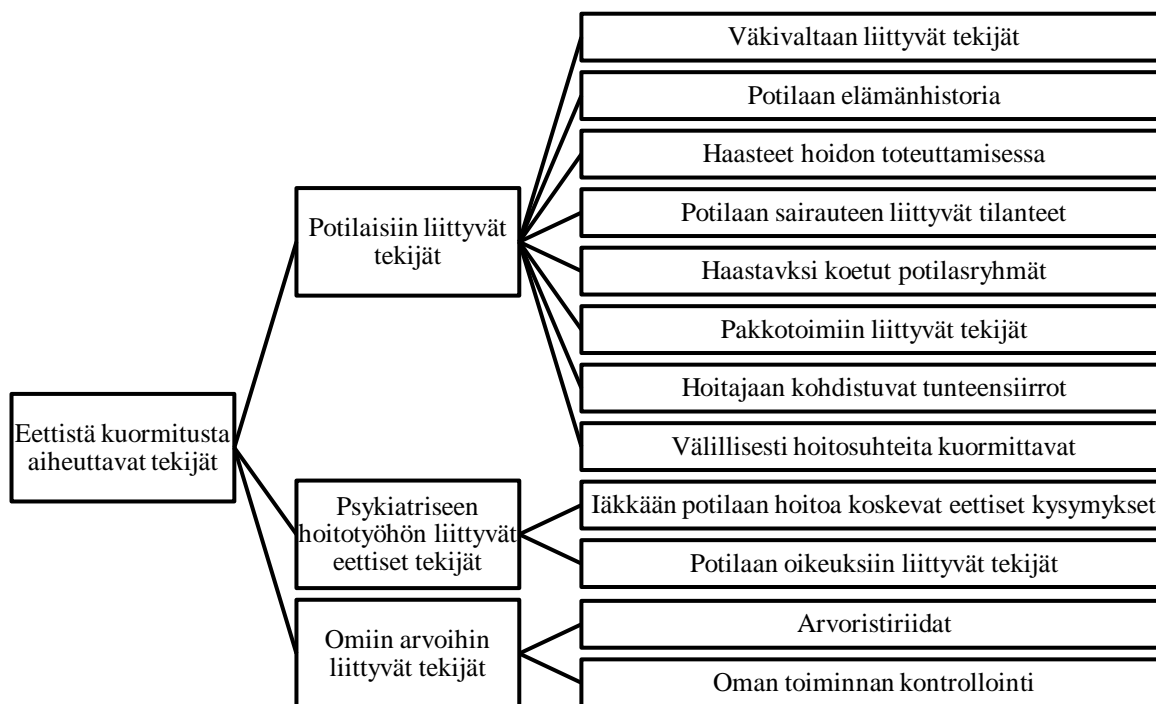 Väkivaltaan liittyvät tekijät
Potilaan elämänhistoria
Haasteet hoidon toteuttamisessa
Potilaisiin liittyvät
tekijät
Potilaan sairauteen liittyvät tilanteet
Haastavksi koetut potilasryhmät
Pakkotoimiin liittyvät tekijät
Hoitajaan kohdistuvat tunteensiirrot
Välillisesti hoitosuhteita kuormittavat
Eettistä kuormitusta
aiheuttavat tekijät
Psykiatriseen
hoitotyöhön liittyvät
eettiset tekijät
Iäkkään potilaan hoitoa koskevat eettiset kysymykset
Potilaan oikeuksiin liittyvät tekijät
Omiin arvoihin
liittyvät tekijät
Arvoristiriidat
Oman toiminnan kontrollointi